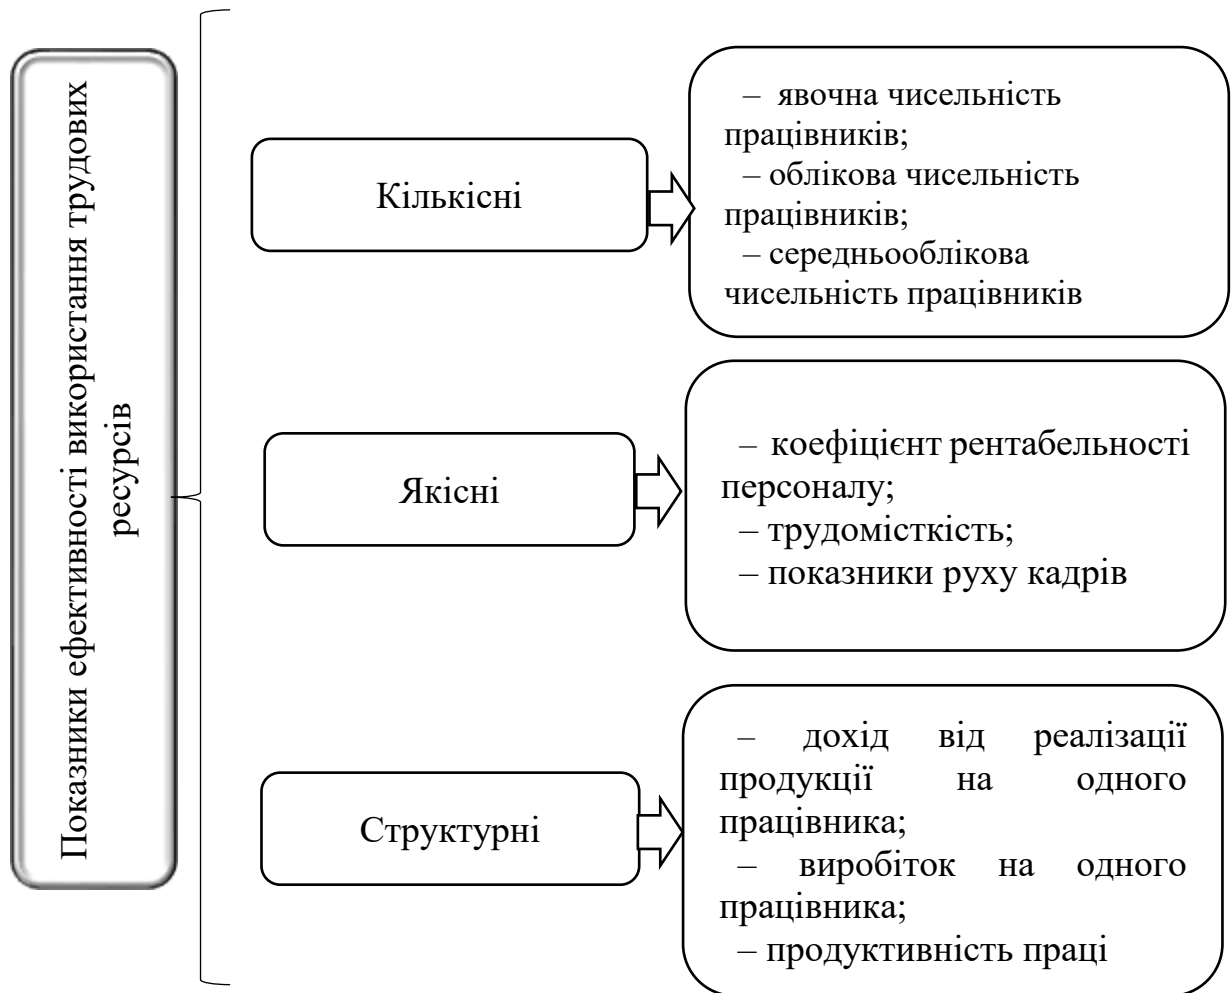 Показники ефективності використання трудових
ресурсів
Кількісні
– явочна чисельність
працівників;
– облікова чисельність
працівників;
– середньооблікова
чисельність працівників
Якісні
– коефіцієнт рентабельності
персоналу;
– трудомісткість;
– показники руху кадрів
Структурні
– дохід від реалізації
продукції на одного
працівника;
– виробіток на одного
працівника;
– продуктивність праці